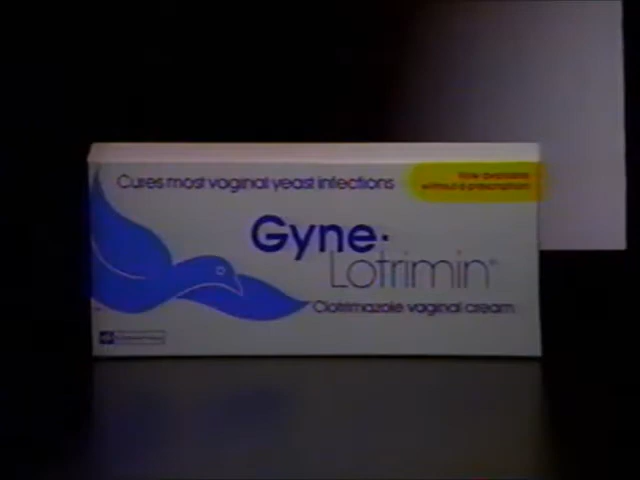 Cures most vaginal yeast infections
Now available
without a prescription
Gyne-
Lotrimin®
Clotrimazole vaginal cream